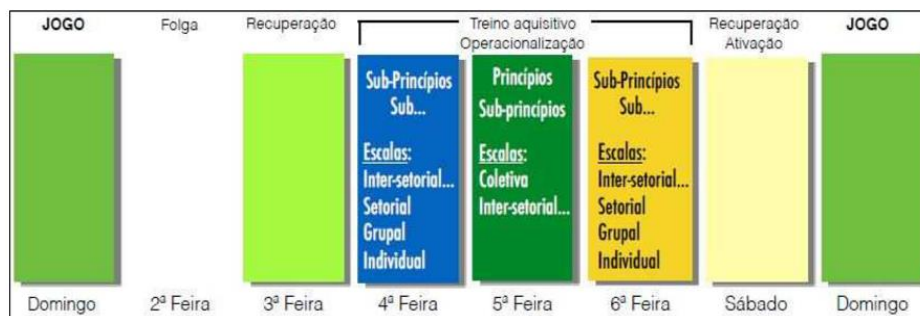 JOGO
Folga
Recuperação
Treino aquisitivo
Operacionalização
Recuperação
Ativação
JOGO
Sub-Princípios
Sub...
Escalas:
Inter-setorial...
Setorial
Grupal
Individual
Princípios
Sub-princípios
Escalas:
Coletiva
Inter-setorial...
Sub-Princípios
Sub...
Escalas:
Inter-setorial...
Setorial
Grupal
Individual
Domingo
2ª Feira
3ª Feira
4ª Feira
5ª Feira
6ª Feira
Sábado
Domingo